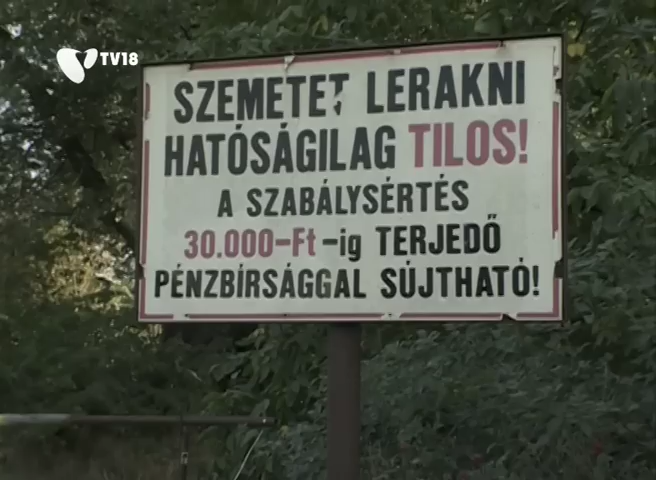 TV18
SZEMETET LERAKNI
HATÓSÁGILAG TILOS!
A SZABÁLYSÉRTÉS
30.000-Ft-ig TERJEDŐ
PÉNZBÍRSÁGGAL SÚJTHATÓ!